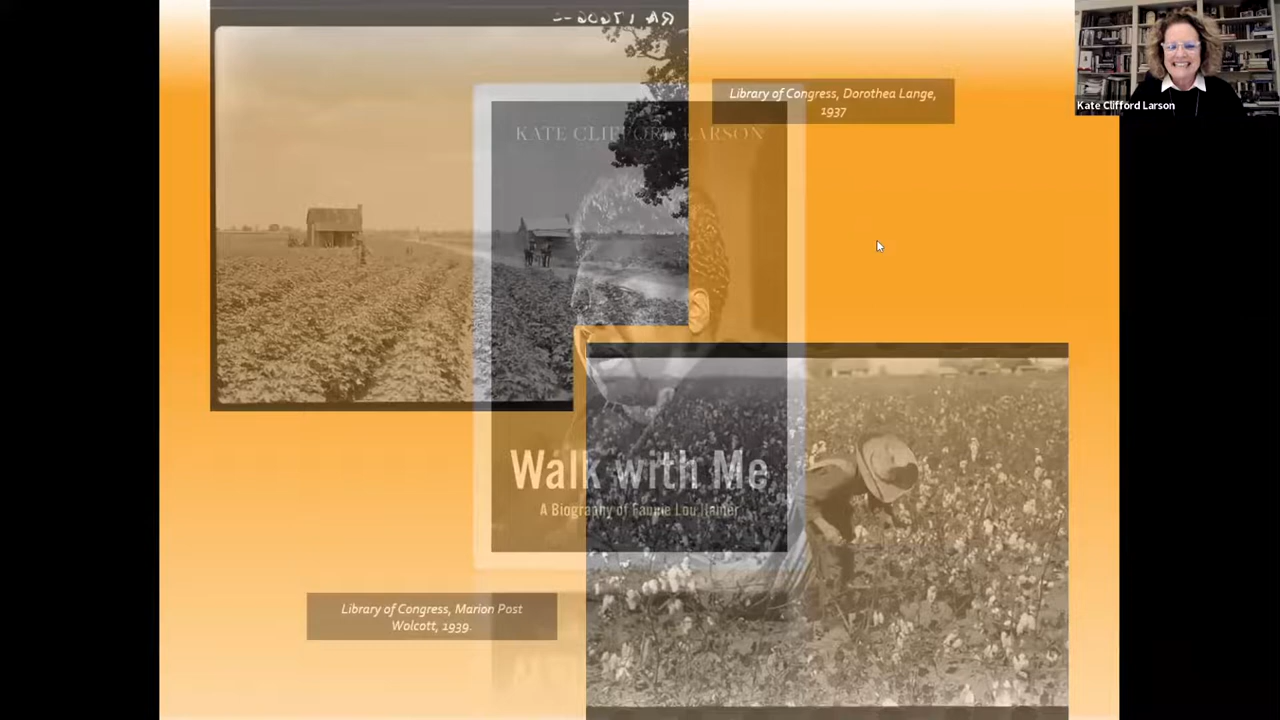 Library of Congress, Dorothea Lange,
1937
Kate Clifford Larson
KATE CLIFFORD LARSON
Walk with Me
A Biography of Fannie Lou Hamer
Library of Congress, Marion Post
Wolcott, 1939.